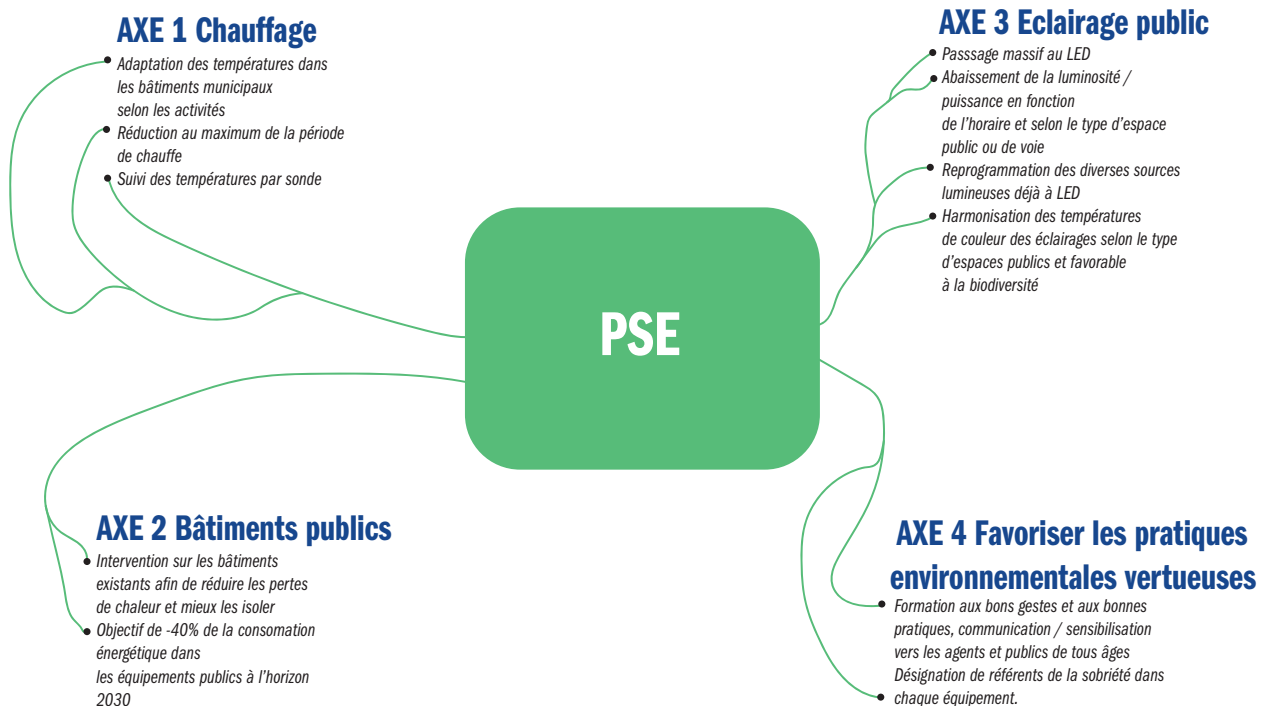 AXE 1 Chauffage
Adaptation des températures dans
les bâtiments municipaux
selon les activités
Réduction au maximum de la période
de chauffe
Suivi des températures par sonde
AXE 3 Eclairage public
Passsage massif au LED
Abaissement de la luminosité /
puissance en fonction
de l'horaire et selon le type d'espace
public ou de voie
Reprogrammation des diverses sources
lumineuses déjà à LED
Harmonisation des températures
de couleur des éclairages selon le type
d'espaces publics et favorable
à la biodiversité
PSE
AXE 2 Bâtiments publics
Intervention sur les bâtiments
existants afin de réduire les pertes
de chaleur et mieux les isoler
Objectif de -40% de la consomation
énergétique dans
les équipements publics à l'horizon
2030
AXE 4 Favoriser les pratiques
environnementales vertueuses
Formation aux bons gestes et aux bonnes
pratiques, communication / sensibilisation
vers les agents et publics de tous âges
Désignation de référents de la sobriété dans
chaque équipement.